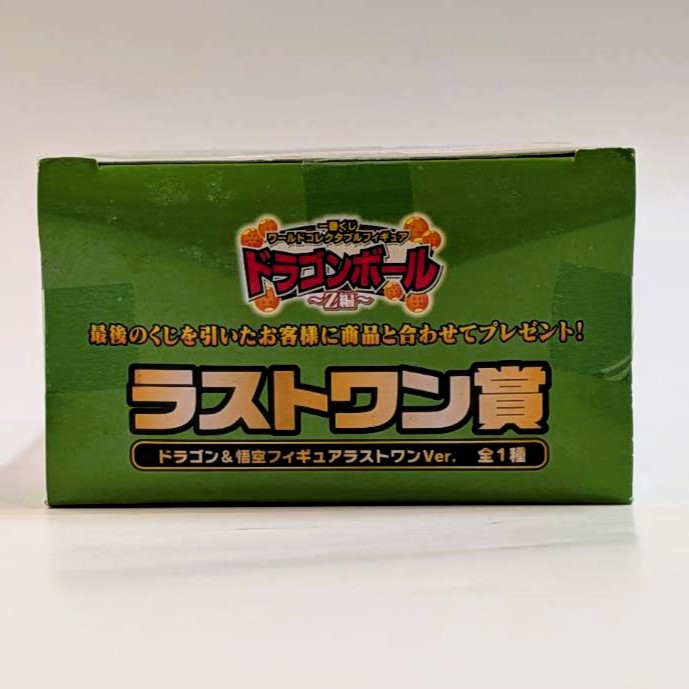 一番くじ
ワールドコレクタブルフィギュア
ドラゴンボール
～Z編～
最後のくじを引いたお客様に商品と合わせてプレゼント!
ラストワン賞
ドラゴン＆悟空フィギュアラストワンVer. 全1種